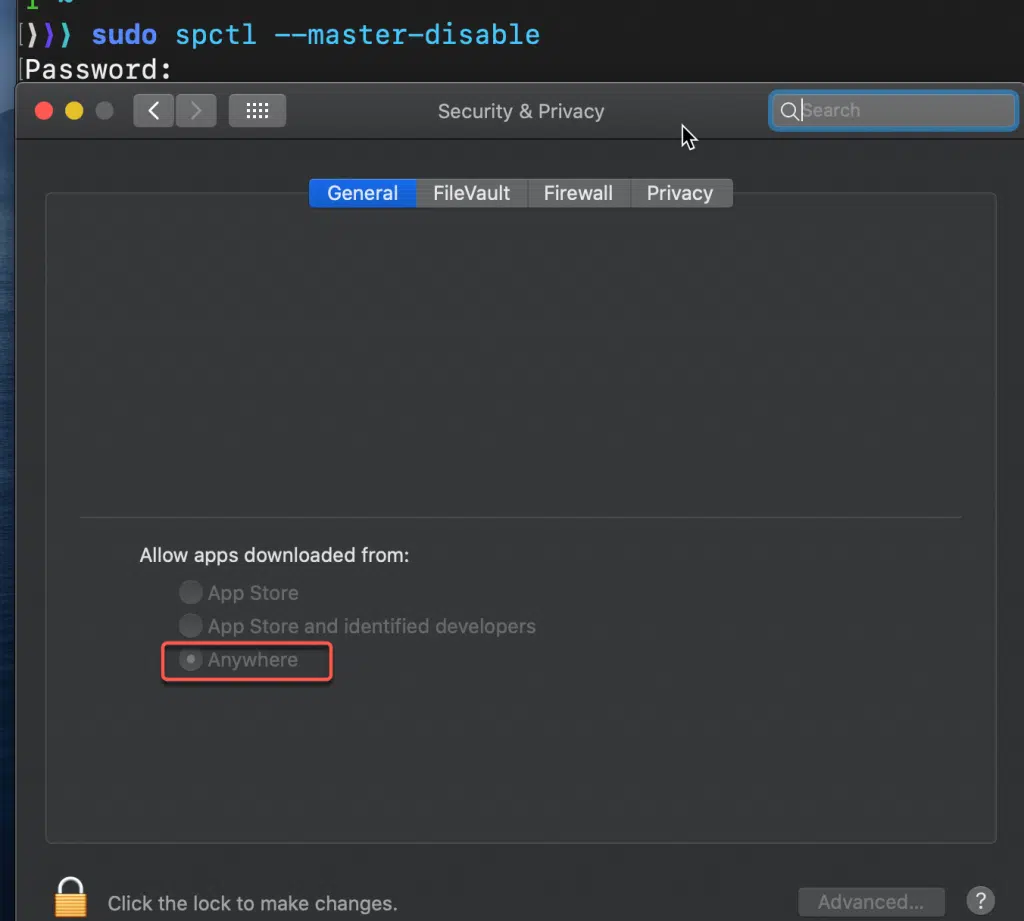 ❯❯❯ sudo spctl --master-disable
Password:
Security & Privacy
Search
General FileVault Firewall Privacy
Allow apps downloaded from:
App Store
App Store and identified developers
Anywhere
Click the lock to make changes.
Advanced...
?